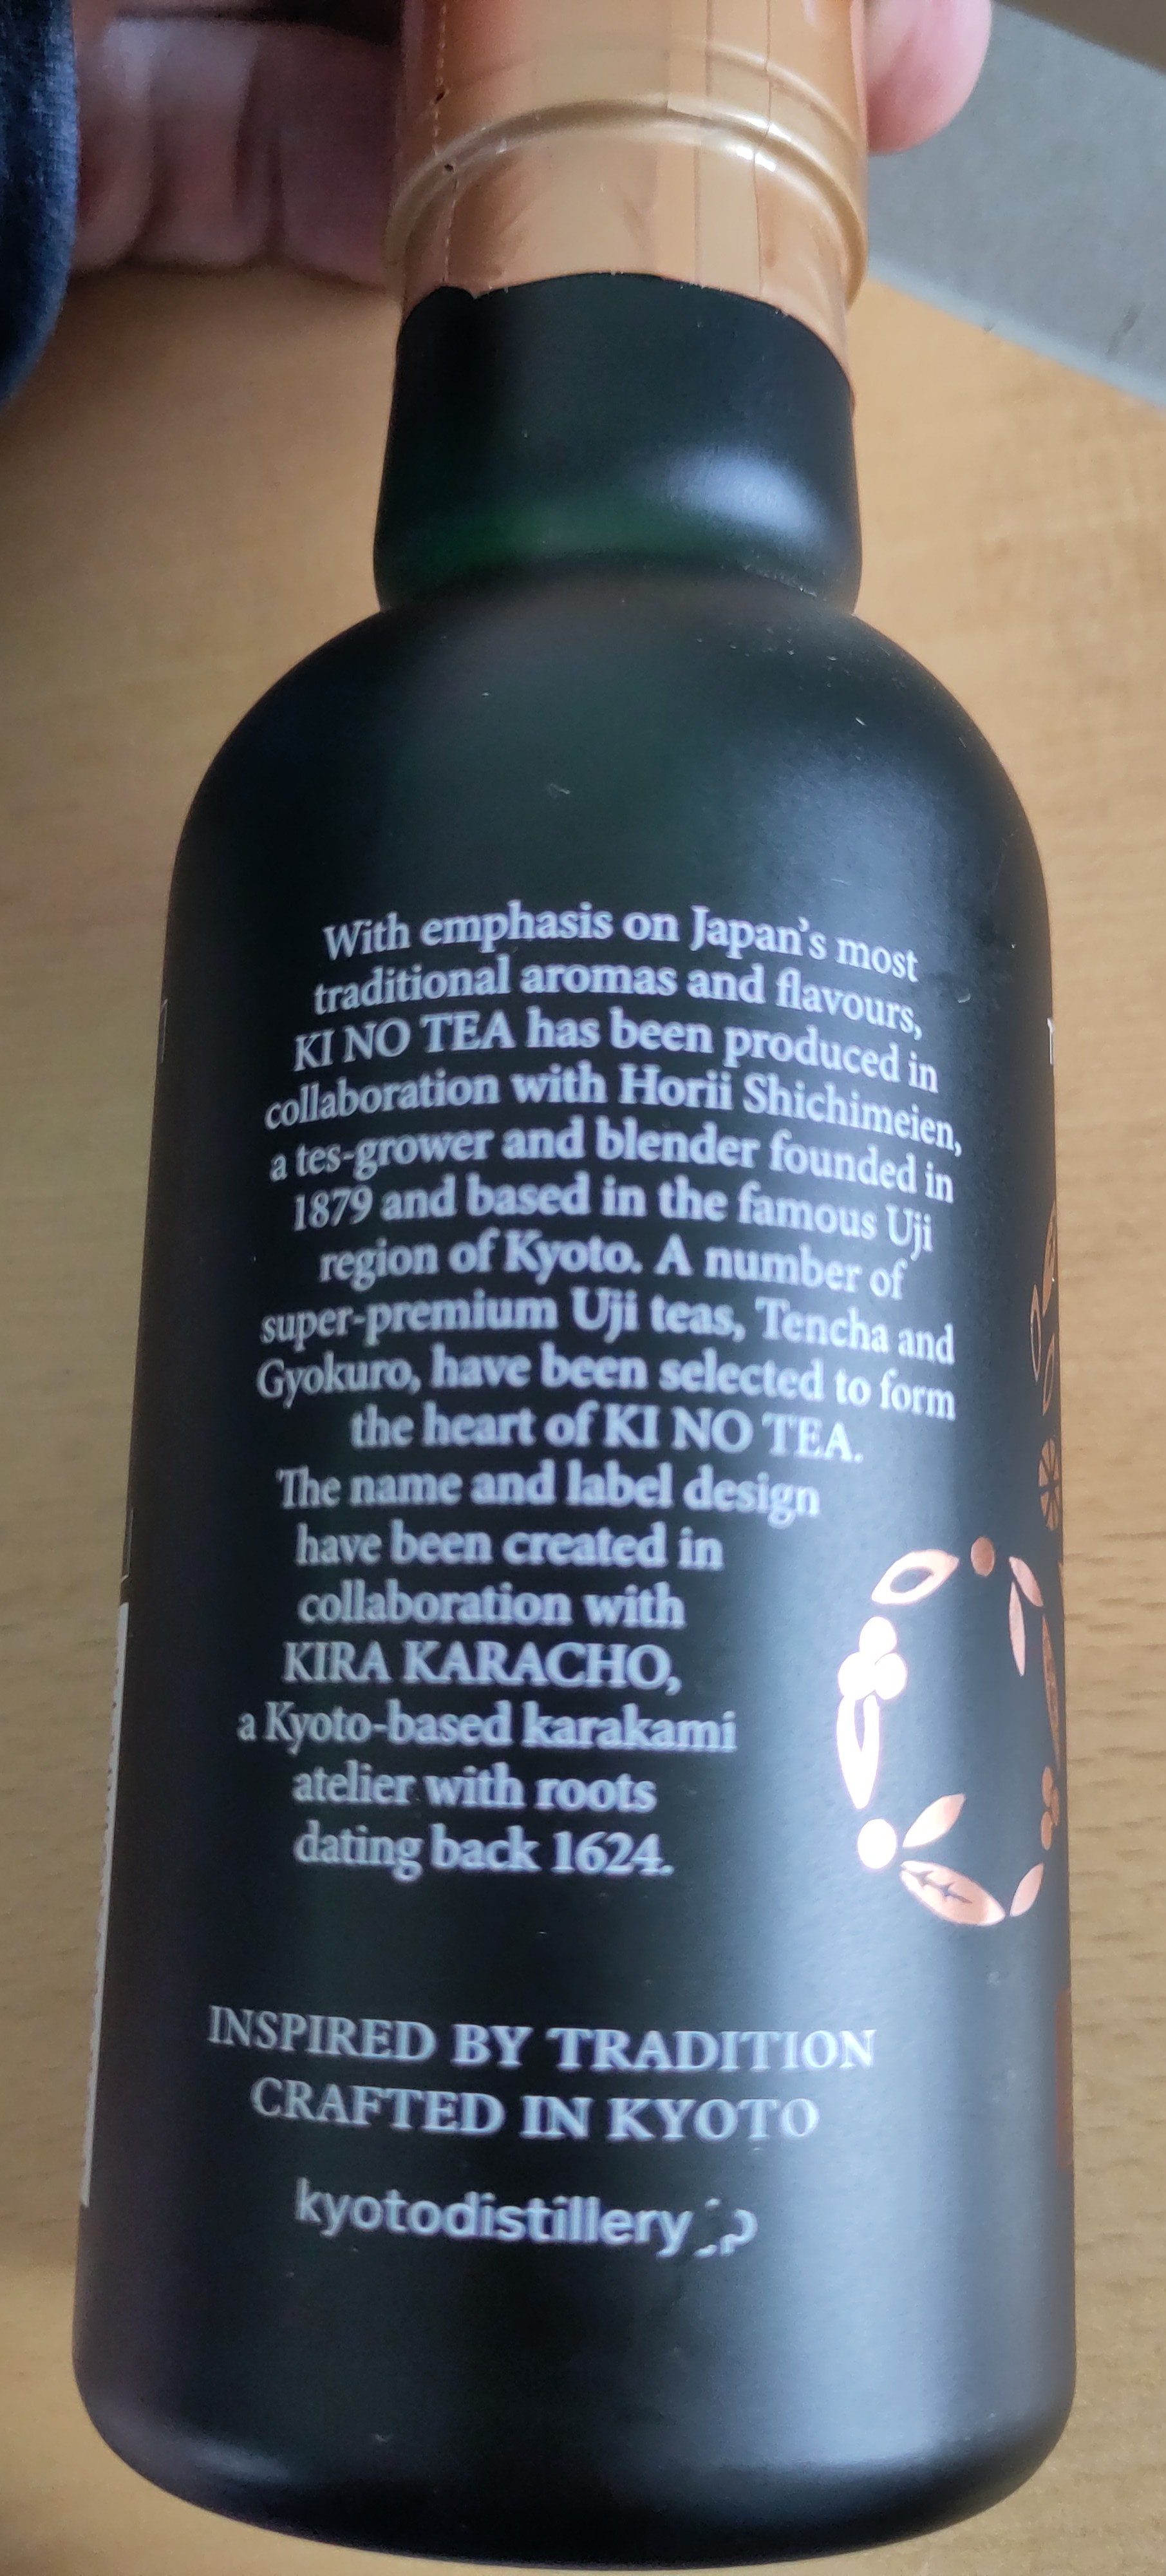 With emphasis on Japan's most
traditional aromas and flavours,
KI NO TEA has been produced in
collaboration with Horii Shichimeien,
a tes-grower and blender founded in
1879 and based in the famous Uji
region of Kyoto. A number of
super-premium Uji teas, Tencha and
Gyokuro, have been selected to form
the heart of KI NO TEA.
The name and label design
have been created in
collaboration with
KIRA KARACHO,
a Kyoto-based karakami
atelier with roots
dating back 1624.
INSPIRED BY TRADITION
CRAFTED IN KYOTO
kyotodistillery